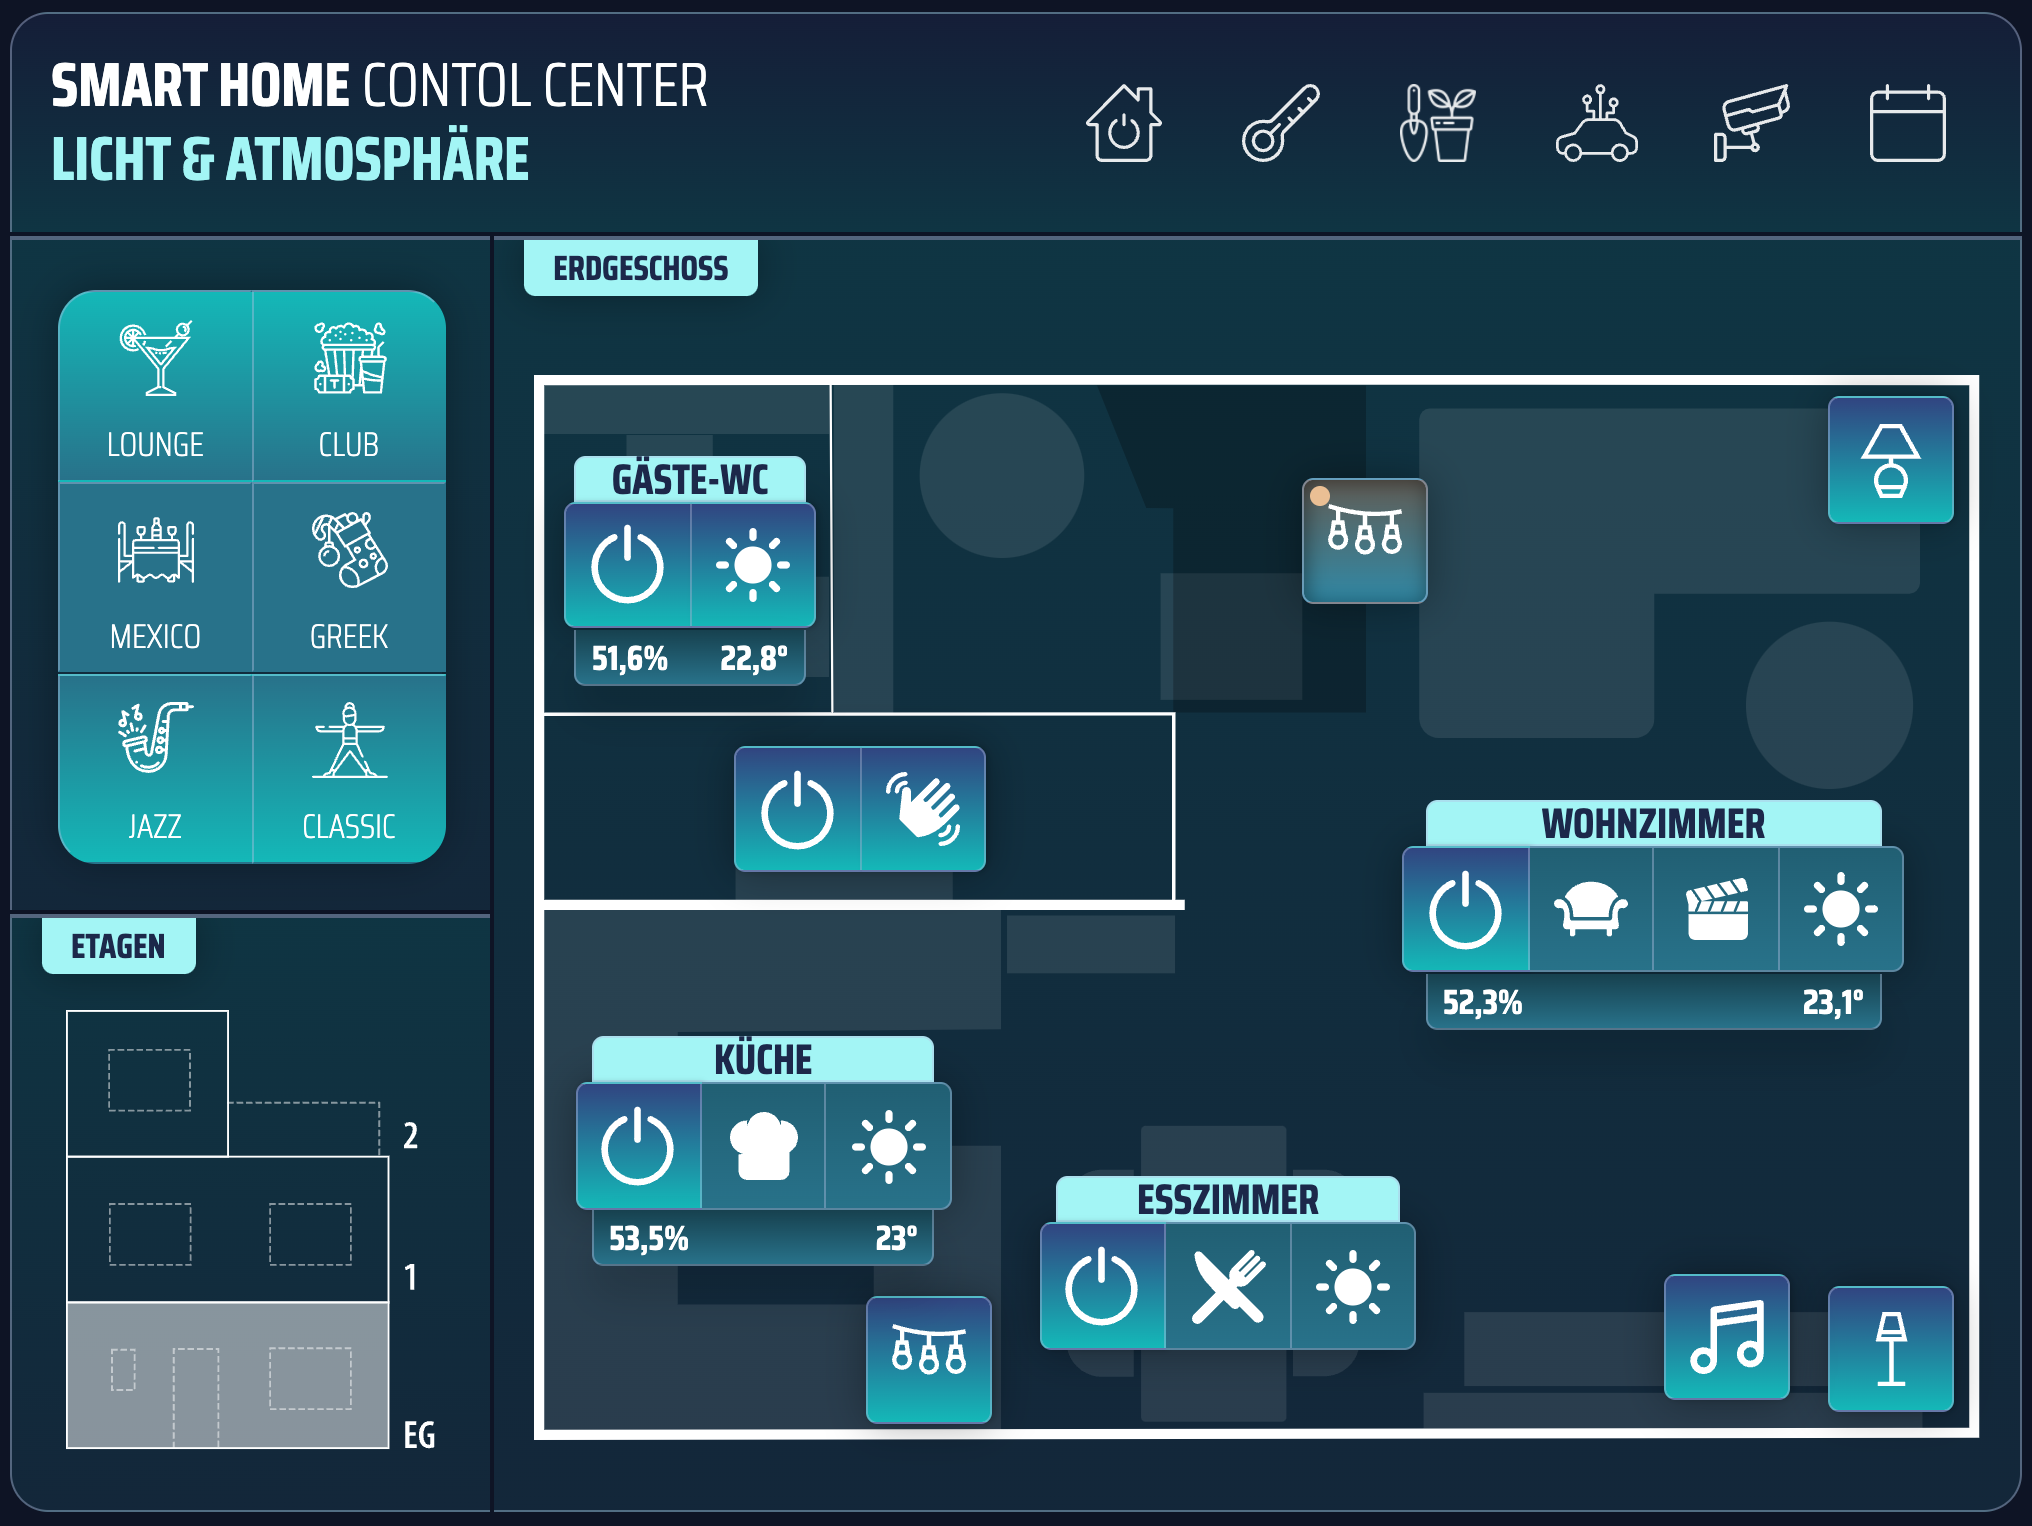 SMART HOME CONTOL CENTER
LICHT & ATMOSPHÄRE
LOUNGE
CLUB
MEXICO
GREEK
JAZZ
CLASSIC
ETAGEN
2
1
EG
ERDGESCHOSS
GÄSTE-WC
51,6% 22,8°
WOHNZIMMER
52,3% 23,1°
KÜCHE
53,5% 23°
ESSZIMMER